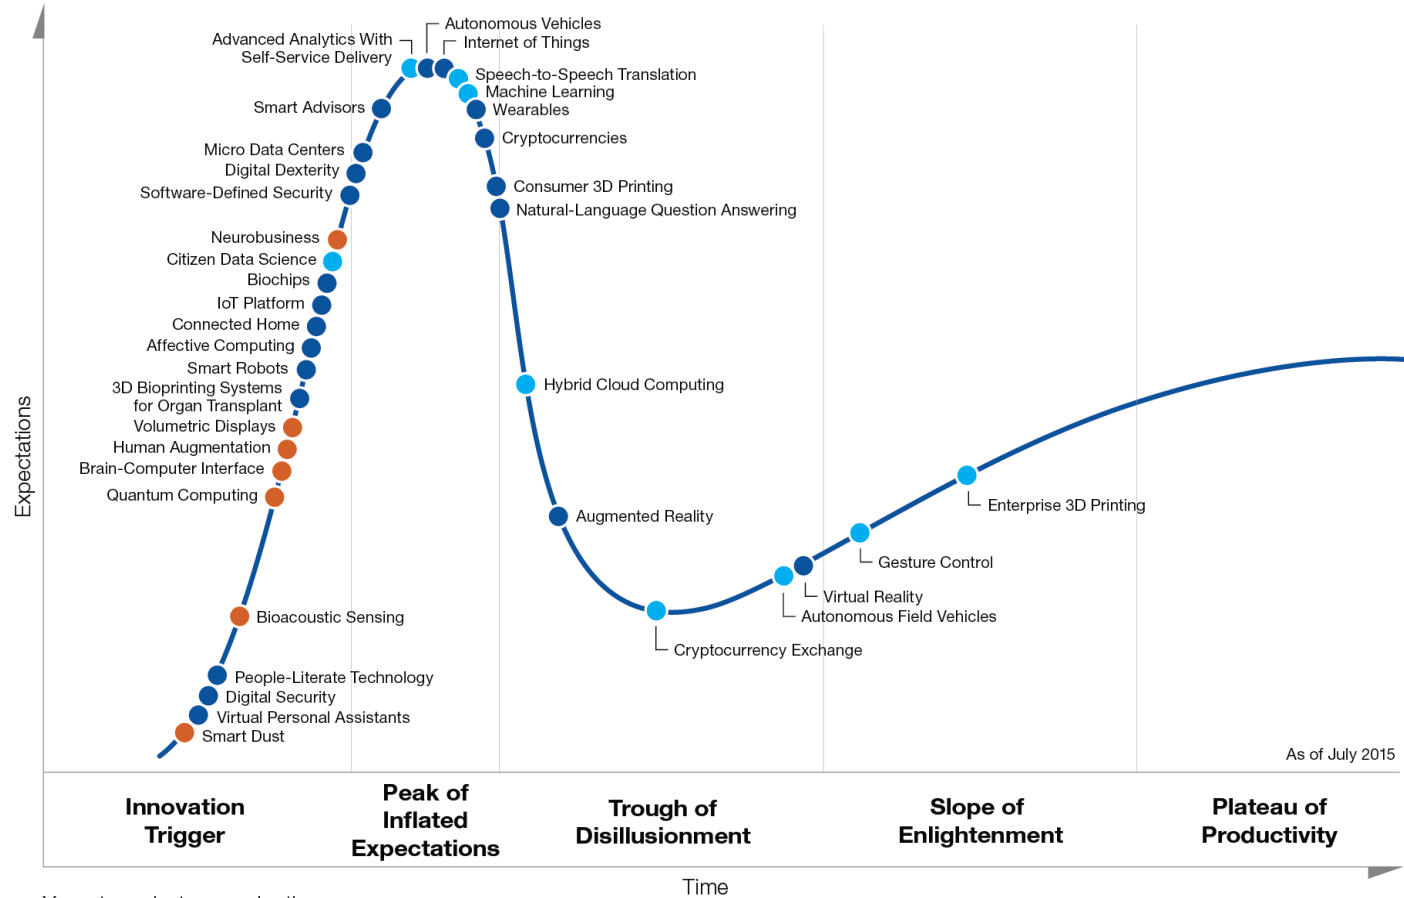 Autonomous Vehicles
Advanced Analytics With
Self-Service Delivery
Internet of Things
Speech-to-Speech Translation
Machine Learning
Smart Advisors
Wearables
Cryptocurrencies
Micro Data Centers
Digital Dexterity
Software-Defined Security
Consumer 3D Printing
Natural-Language Question Answering
Neurobusiness
Citizen Data Science
Biochips
IoT Platform
Connected Home
Affective Computing
Smart Robots
3D Bioprinting Systems
for Organ Transplant
Hybrid Cloud Computing
Volumetric Displays
Human Augmentation
Brain-Computer Interface
Quantum Computing
Augmented Reality
Enterprise 3D Printing
Gesture Control
Virtual Reality
Autonomous Field Vehicles
Cryptocurrency Exchange
Bioacoustic Sensing
People-Literate Technology
Digital Security
Virtual Personal Assistants
Smart Dust
Expectations
As of July 2015
Innovation
Trigger
Peak of
Inflated
Expectations
Trough of
Disillusionment
Slope of
Enlightenment
Plateau of
Productivity
Time